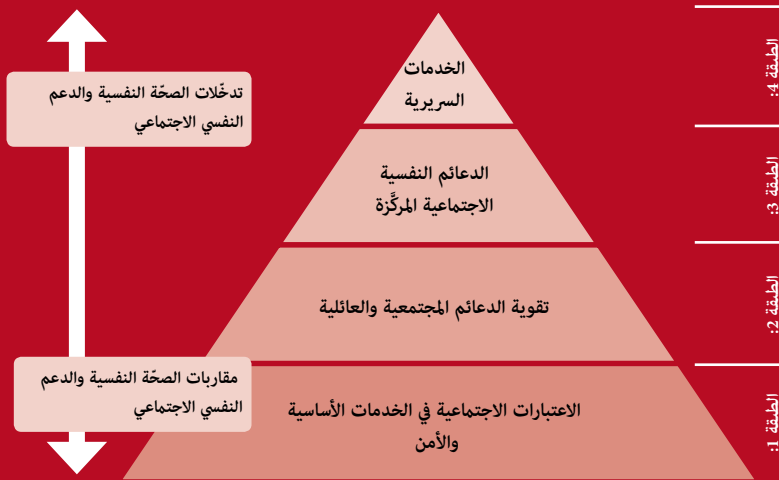 الطبقة 4:
الخدمات
السريرية
تدخّلات الصحّة النفسية والدعم
النفسي الاجتماعي
الطبقة 3:
الدعائم النفسية
الاجتماعية المركَّزة
الطبقة 2:
تقوية الدعائم المجتمعية والعائلية
مقاربات الصحّة النفسية والدعم
النفسي الاجتماعي
الطبقة 1:
الاعتبارات الاجتماعية في الخدمات الأساسية
والأمن